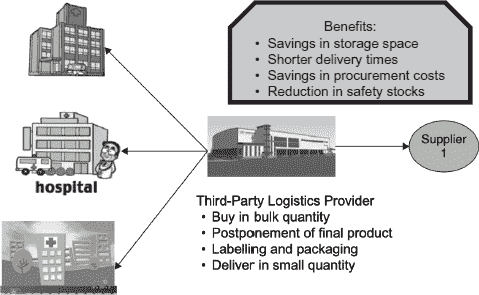 Benefits:
• Savings in storage space
• Shorter delivery times
• Savings in procurement costs
• Reduction in safety stocks
Supplier
1
hospital
Third-Party Logistics Provider
• Buy in bulk quantity
• Postponement of final product
• Labelling and packaging
• Deliver in small quantity